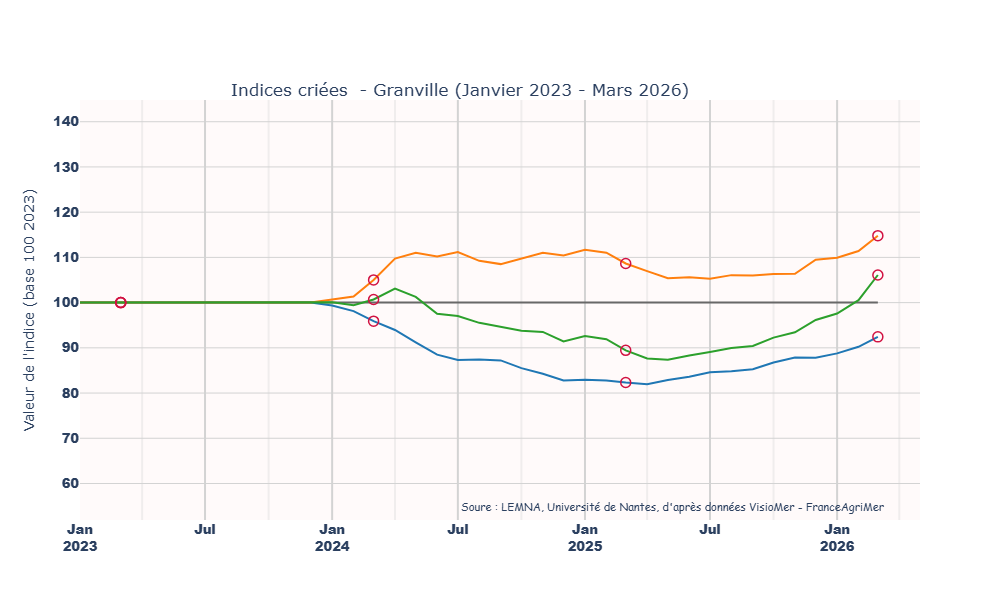 Indices criées  - Granville (Janvier 2023 - Mars 2026)
Valeur de l'indice (base 100 2023)
140
130
120
110
100
90
80
70
60
Soure : LEMNA, Université de Nantes, d'après données VisioMer - FranceAgriMer
Jan Jul Jan Jul Jan Jul Jan
2023 2024 2025 2026